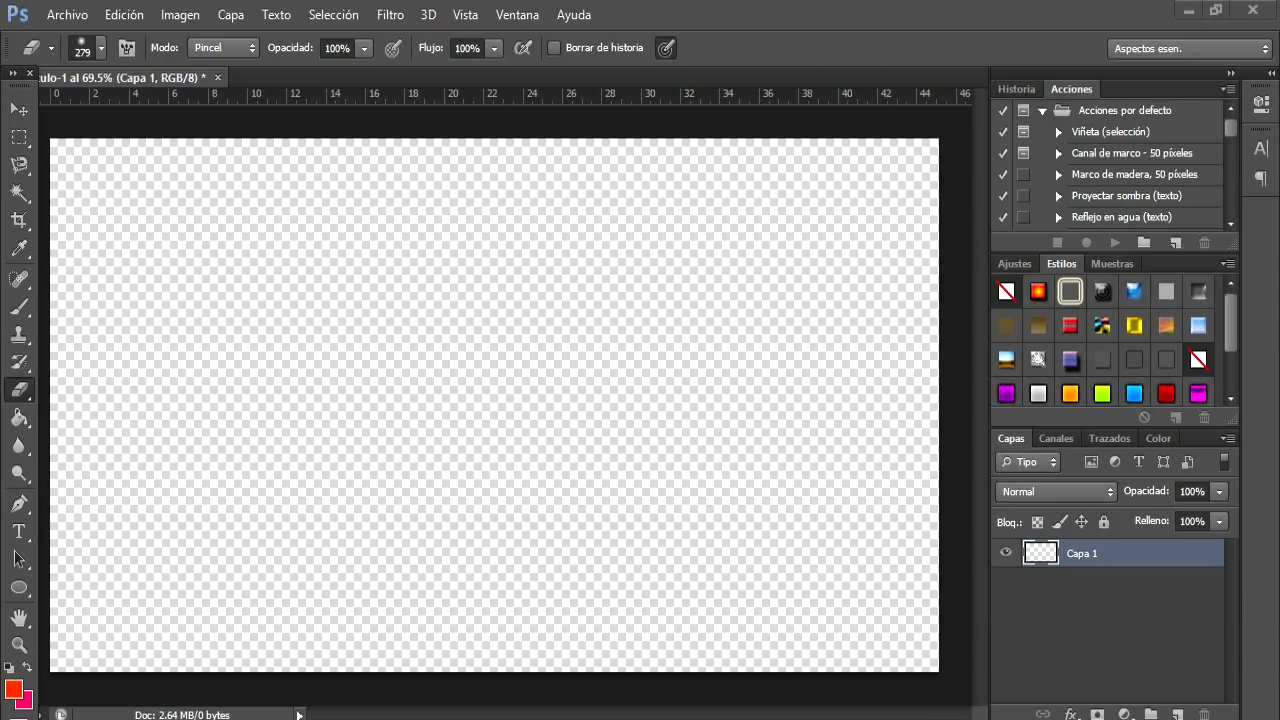 Ps Archivo Edición Imagen Capa Texto Selección Filtro 3D Vista Ventana Ayuda
279 Modo: Pincel Opacidad: 100% Flujo: 100% Borrar de historia Aspectos esen.
ulo-1 al 69.5% (Capa 1, RGB/8) * ×
0 2 4 6 8 10 12 14 16 18 20 22 24 26 28 30 32 34 36 38 40 42 44 46
Historia Acciones
Acciones por defecto
Viñeta (selección)
Canal de marco - 50 píxeles
Marco de madera, 50 píxeles
Proyectar sombra (texto)
Reflejo en agua (texto)
Ajustes Estilos Muestras
Capas Canales Trazados Color
Tipo
Normal Opacidad: 100%
Bloq.: Relleno: 100%
Capa 1
Doc: 2.64 MB/0 bytes